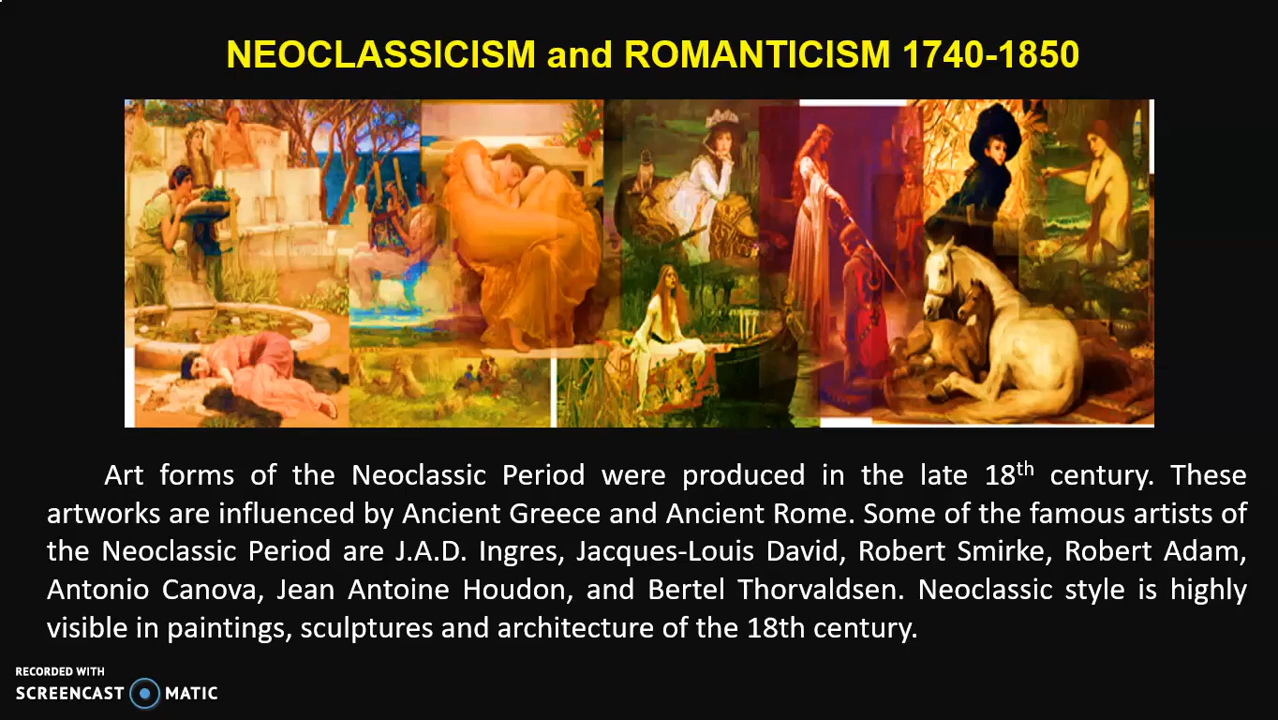 NEOCLASSICISM and ROMANTICISM 1740-1850
Art forms of the Neoclassic Period were produced in the late 18th century. These
artworks are influenced by Ancient Greece and Ancient Rome. Some of the famous artists of
the Neoclassic Period are J.A.D. Ingres, Jacques-Louis David, Robert Smirke, Robert Adam,
Antonio Canova, Jean Antoine Houdon, and Bertel Thorvaldsen. Neoclassic style is highly
visible in paintings, sculptures and architecture of the 18th century.
RECORDED WITH
SCREENCAST MATIC